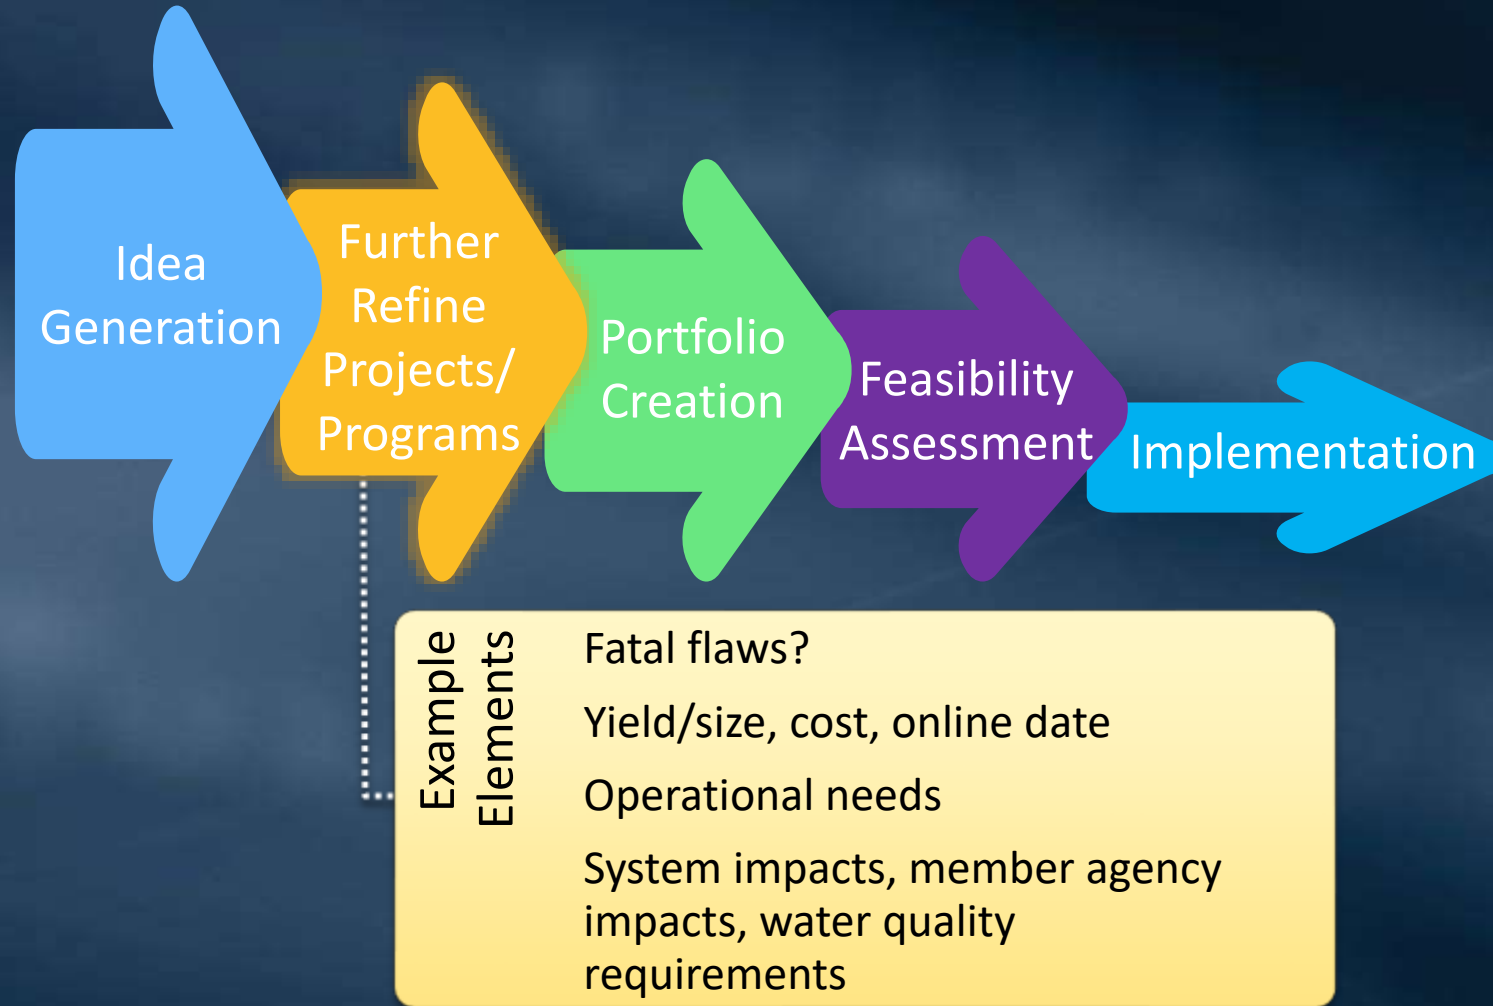 Idea
Generation
Further
Refine
Projects/
Programs
Portfolio
Creation
Feasibility
Assessment
Implementation
Example
Elements
Fatal flaws?
Yield/size, cost, online date
Operational needs
System impacts, member agency
impacts, water quality
requirements